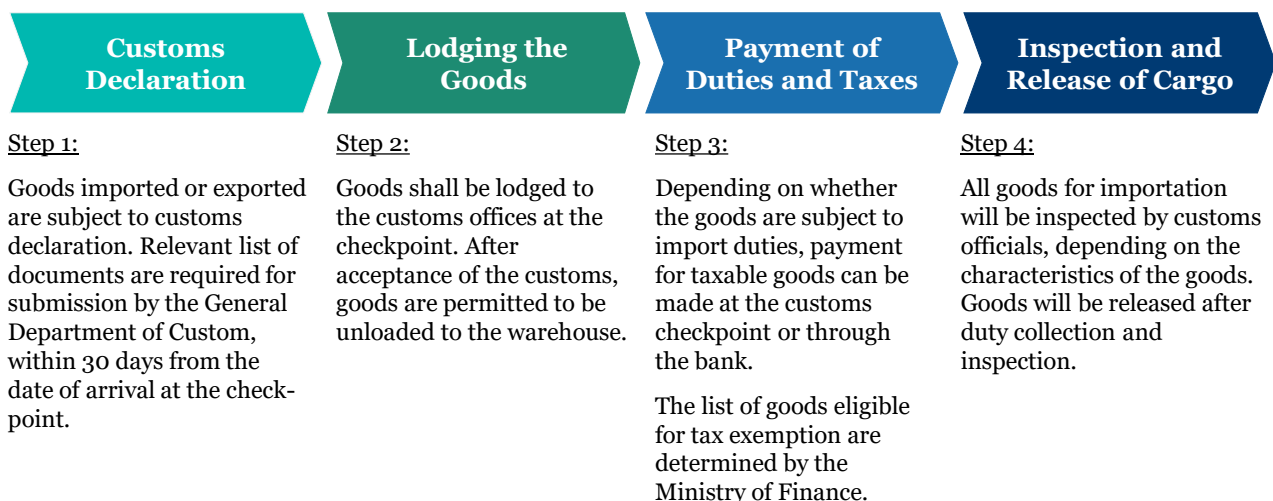 Customs
Declaration
Lodging the
Goods
Payment of
Duties and Taxes
Inspection and
Release of Cargo
Step 1:
Goods imported or exported
are subject to customs
declaration. Relevant list of
documents are required for
submission by the General
Department of Custom,
within 30 days from the
date of arrival at the check-
point.
Step 2:
Goods shall be lodged to
the customs offices at the
checkpoint. After
acceptance of the customs,
goods are permitted to be
unloaded to the warehouse.
Step 3:
Depending on whether
the goods are subject to
import duties, payment
for taxable goods can be
made at the customs
checkpoint or through
the bank.
The list of goods eligible
for tax exemption are
determined by the
Ministry of Finance.
Step 4:
All goods for importation
will be inspected by customs
officials, depending on the
characteristics of the goods.
Goods will be released after
duty collection and
inspection.